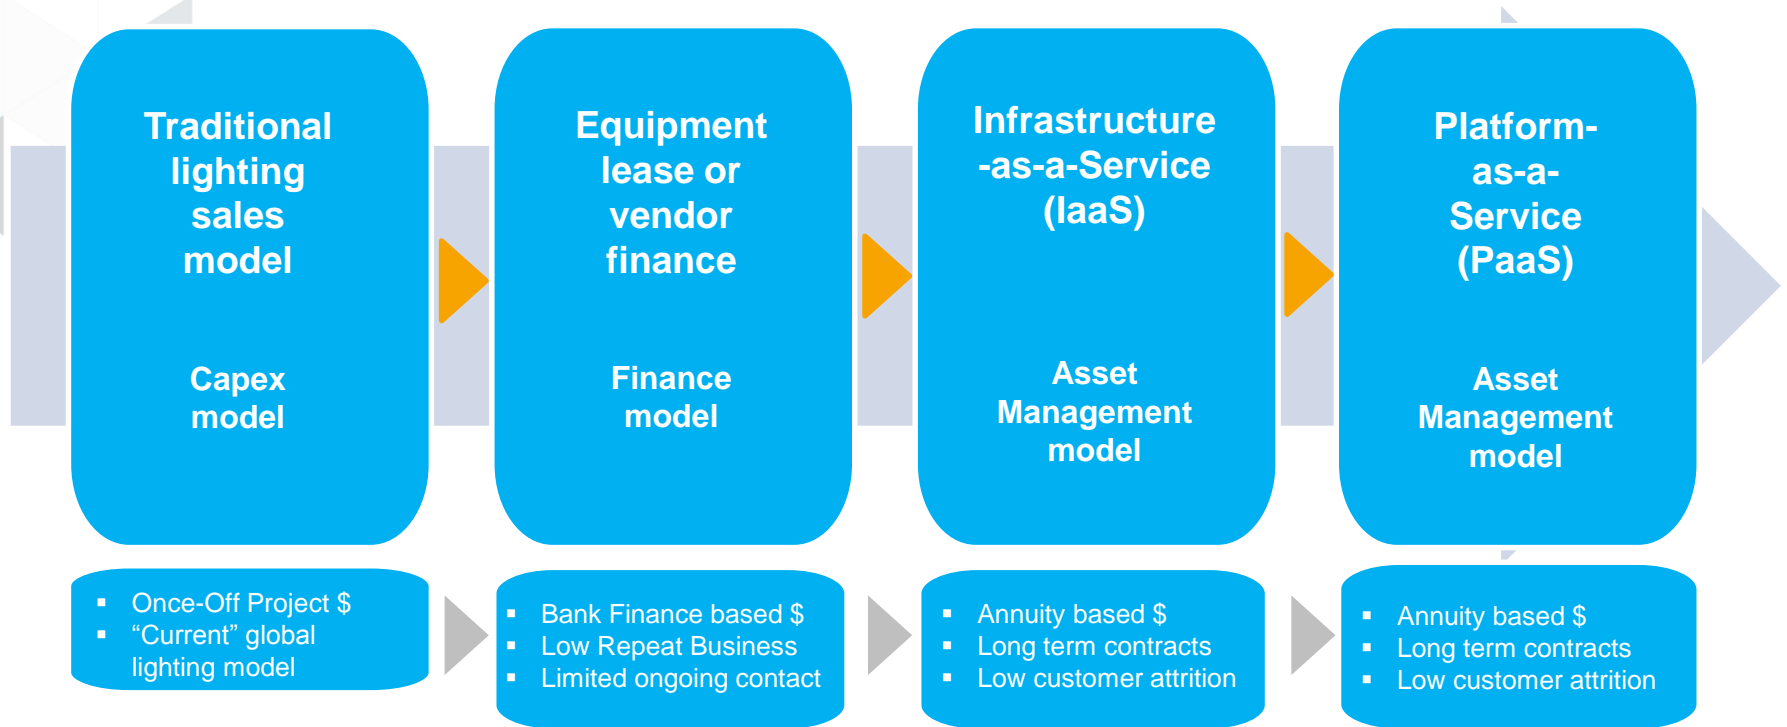 Traditional
lighting
sales
model
Capex
model
Equipment
lease or
vendor
finance
Finance
model
Infrastructure
-as-a-Service
(IaaS)
Asset
Management
model
Platform-
as-a-
Service
(PaaS)
Asset
Management
model
▪ Once-Off Project $
▪ “Current” global
lighting model
▪ Bank Finance based $
▪ Low Repeat Business
▪ Limited ongoing contact
▪ Annuity based $
▪ Long term contracts
▪ Low customer attrition
▪ Annuity based $
▪ Long term contracts
▪ Low customer attrition